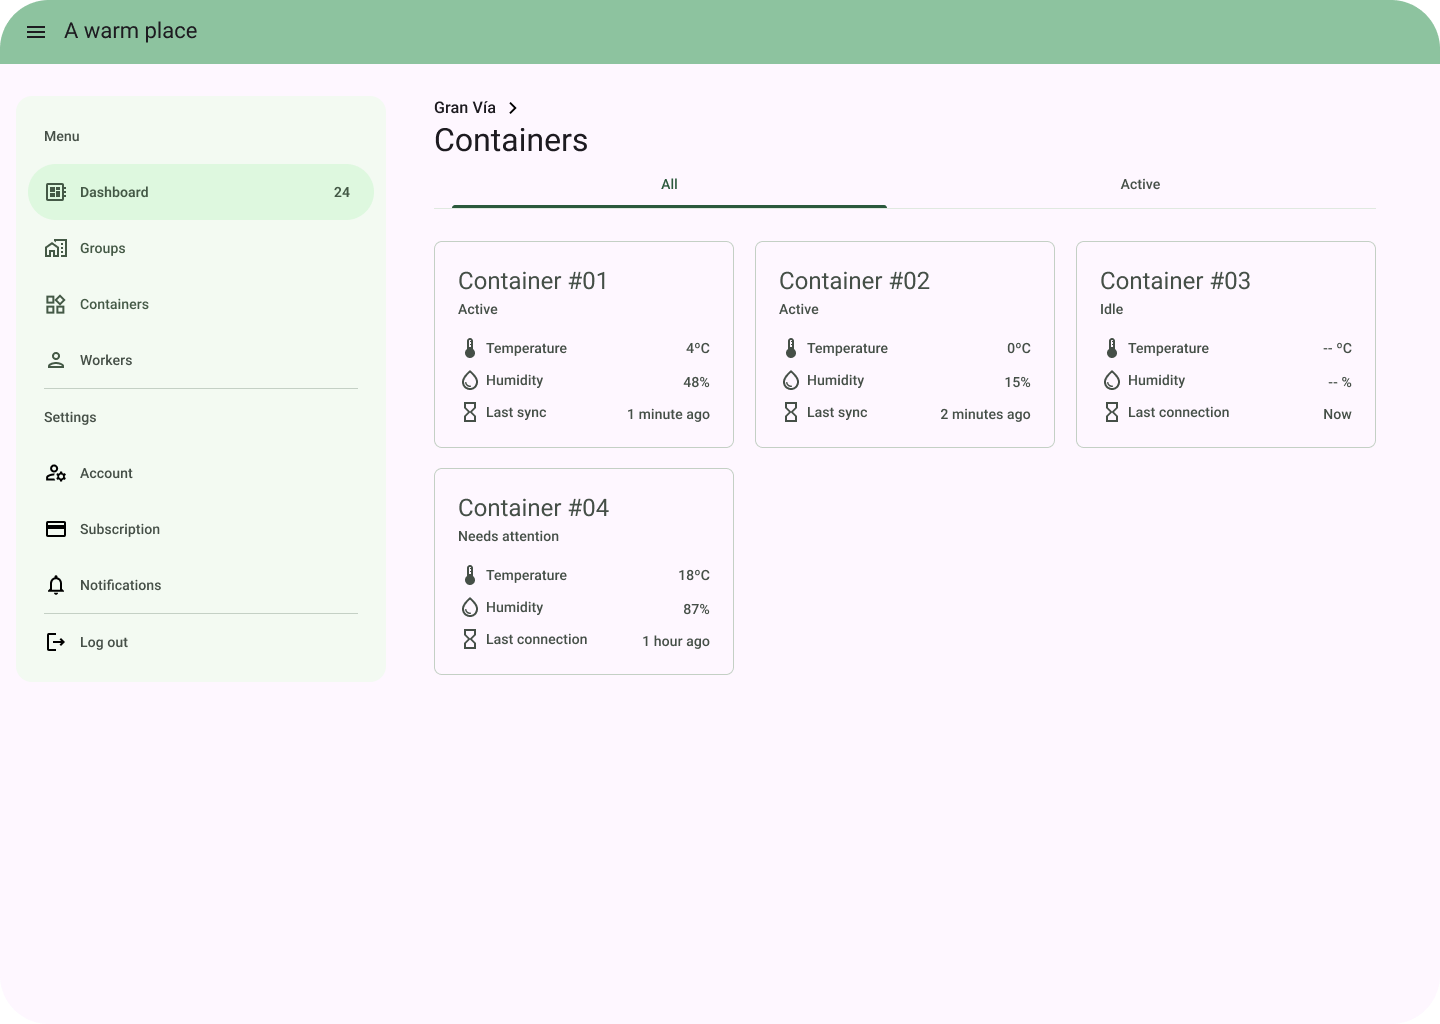 A warm place
Menu
Dashboard 24
Groups
Containers
Workers
Settings
Account
Subscription
Notifications
Log out
Gran Vía
Containers
All Active
Container #01
Active
Temperature 4ºC
Humidity 48%
Last sync 1 minute ago
Container #02
Active
Temperature 0ºC
Humidity 15%
Last sync 2 minutes ago
Container #03
Idle
Temperature -- ºC
Humidity -- %
Last connection Now
Container #04
Needs attention
Temperature 18ºC
Humidity 87%
Last connection 1 hour ago